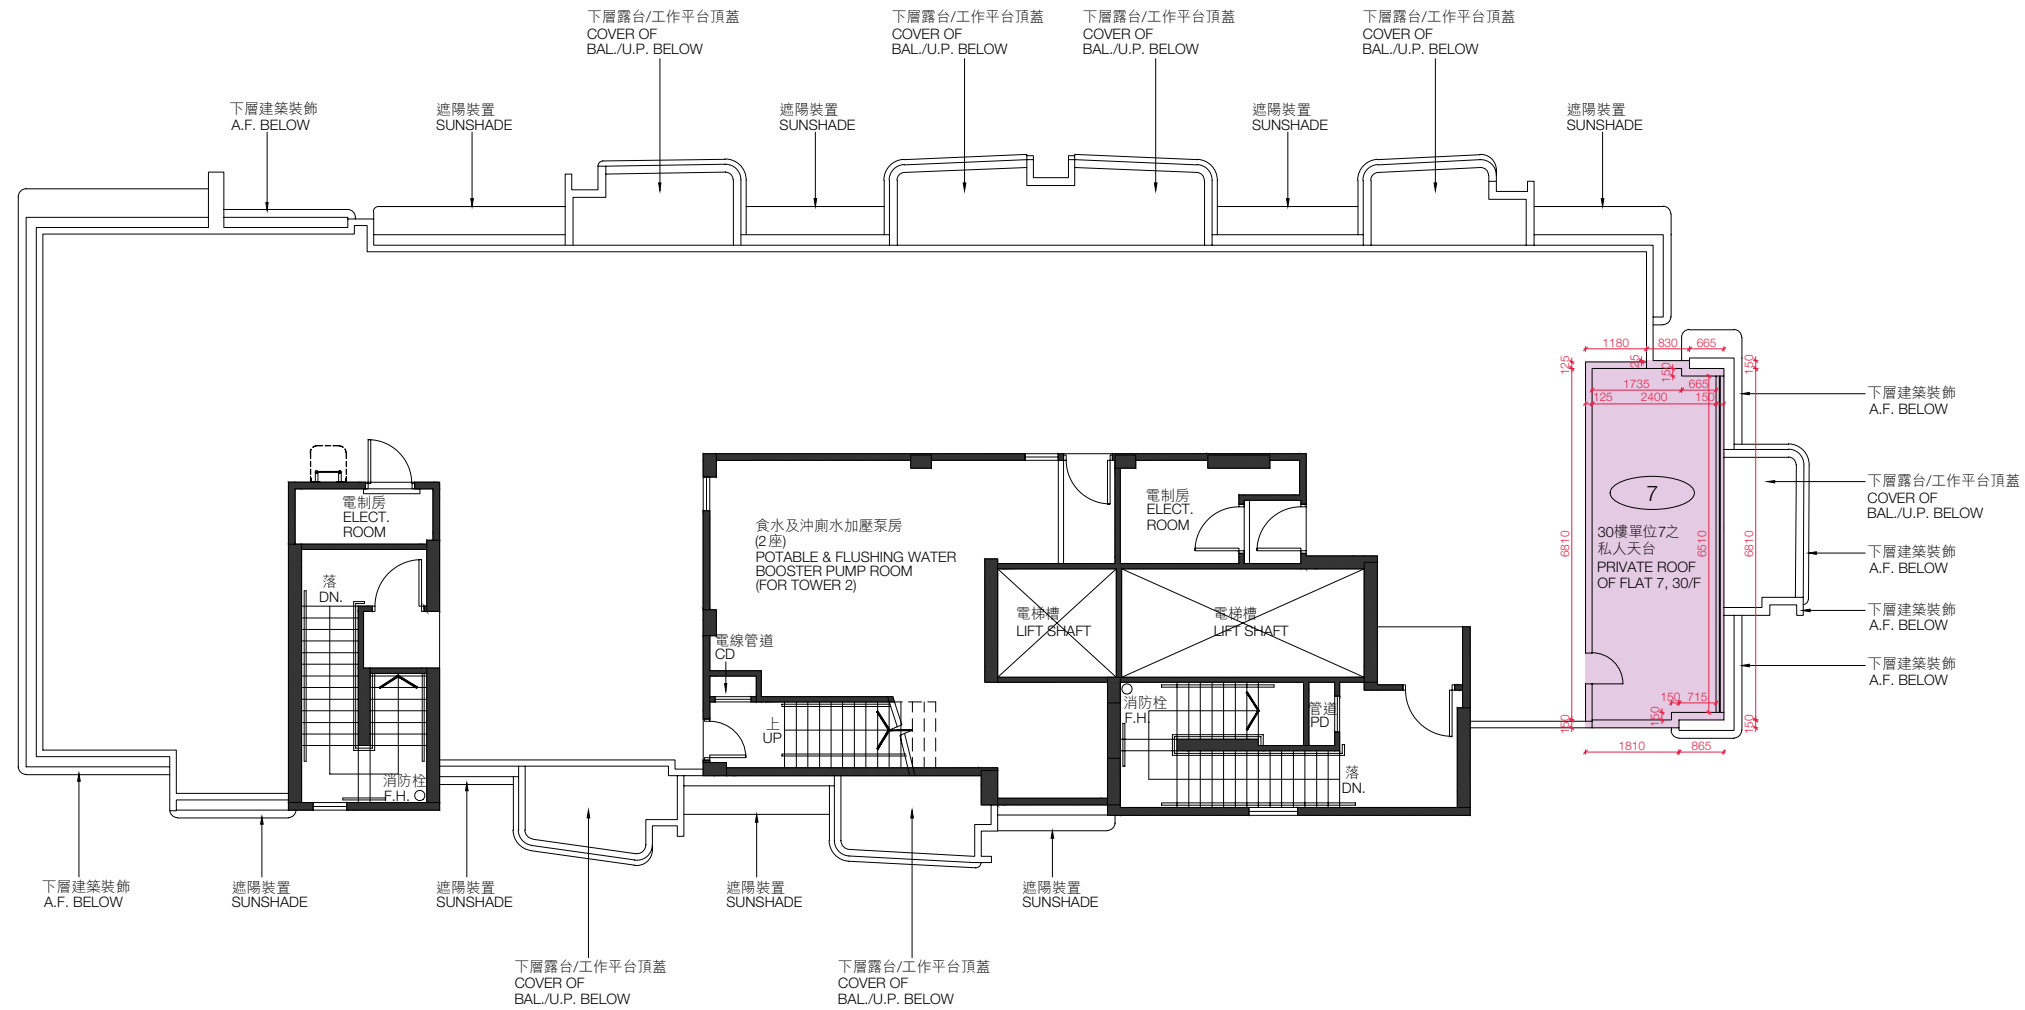 下層露台/工作平台頂蓋
COVER OF
BAL./U.P. BELOW
下層露台/工作平台頂蓋
COVER OF
BAL./U.P. BELOW
下層露台/工作平台頂蓋
COVER OF
BAL./U.P. BELOW
下層露台/工作平台頂蓋
COVER OF
BAL./U.P. BELOW
下層建築裝飾
A.F. BELOW
遮陽裝置
SUNSHADE
遮陽裝置
SUNSHADE
遮陽裝置
SUNSHADE
遮陽裝置
SUNSHADE
1180
830
665
125
25
150
150
1735
665
125
2400
150
下層建築裝飾
A.F. BELOW
7
下層露台/工作平台頂蓋
COVER OF
BAL./U.P. BELOW
30樓單位7之
私人天台
PRIVATE ROOF
OF FLAT 7, 30/F
6810
6510
6810
下層建築裝飾
A.F. BELOW
下層建築裝飾
A.F. BELOW
下層建築裝飾
A.F. BELOW
150
715
150
150
150
1810
865
電制房
ELECT.
ROOM
落
DN.
消防栓
F.H.
食水及沖廁水加壓泵房
(2座)
POTABLE & FLUSHING WATER
BOOSTER PUMP ROOM
(FOR TOWER 2)
電制房
ELECT.
ROOM
電梯槽
LIFT SHAFT
電梯槽
LIFT SHAFT
電線管道
CD
上
UP
消防栓
F.H.
管道
PD
落
DN.
下層建築裝飾
A.F. BELOW
遮陽裝置
SUNSHADE
遮陽裝置
SUNSHADE
遮陽裝置
SUNSHADE
遮陽裝置
SUNSHADE
下層露台/工作平台頂蓋
COVER OF
BAL./U.P. BELOW
下層露台/工作平台頂蓋
COVER OF
BAL./U.P. BELOW